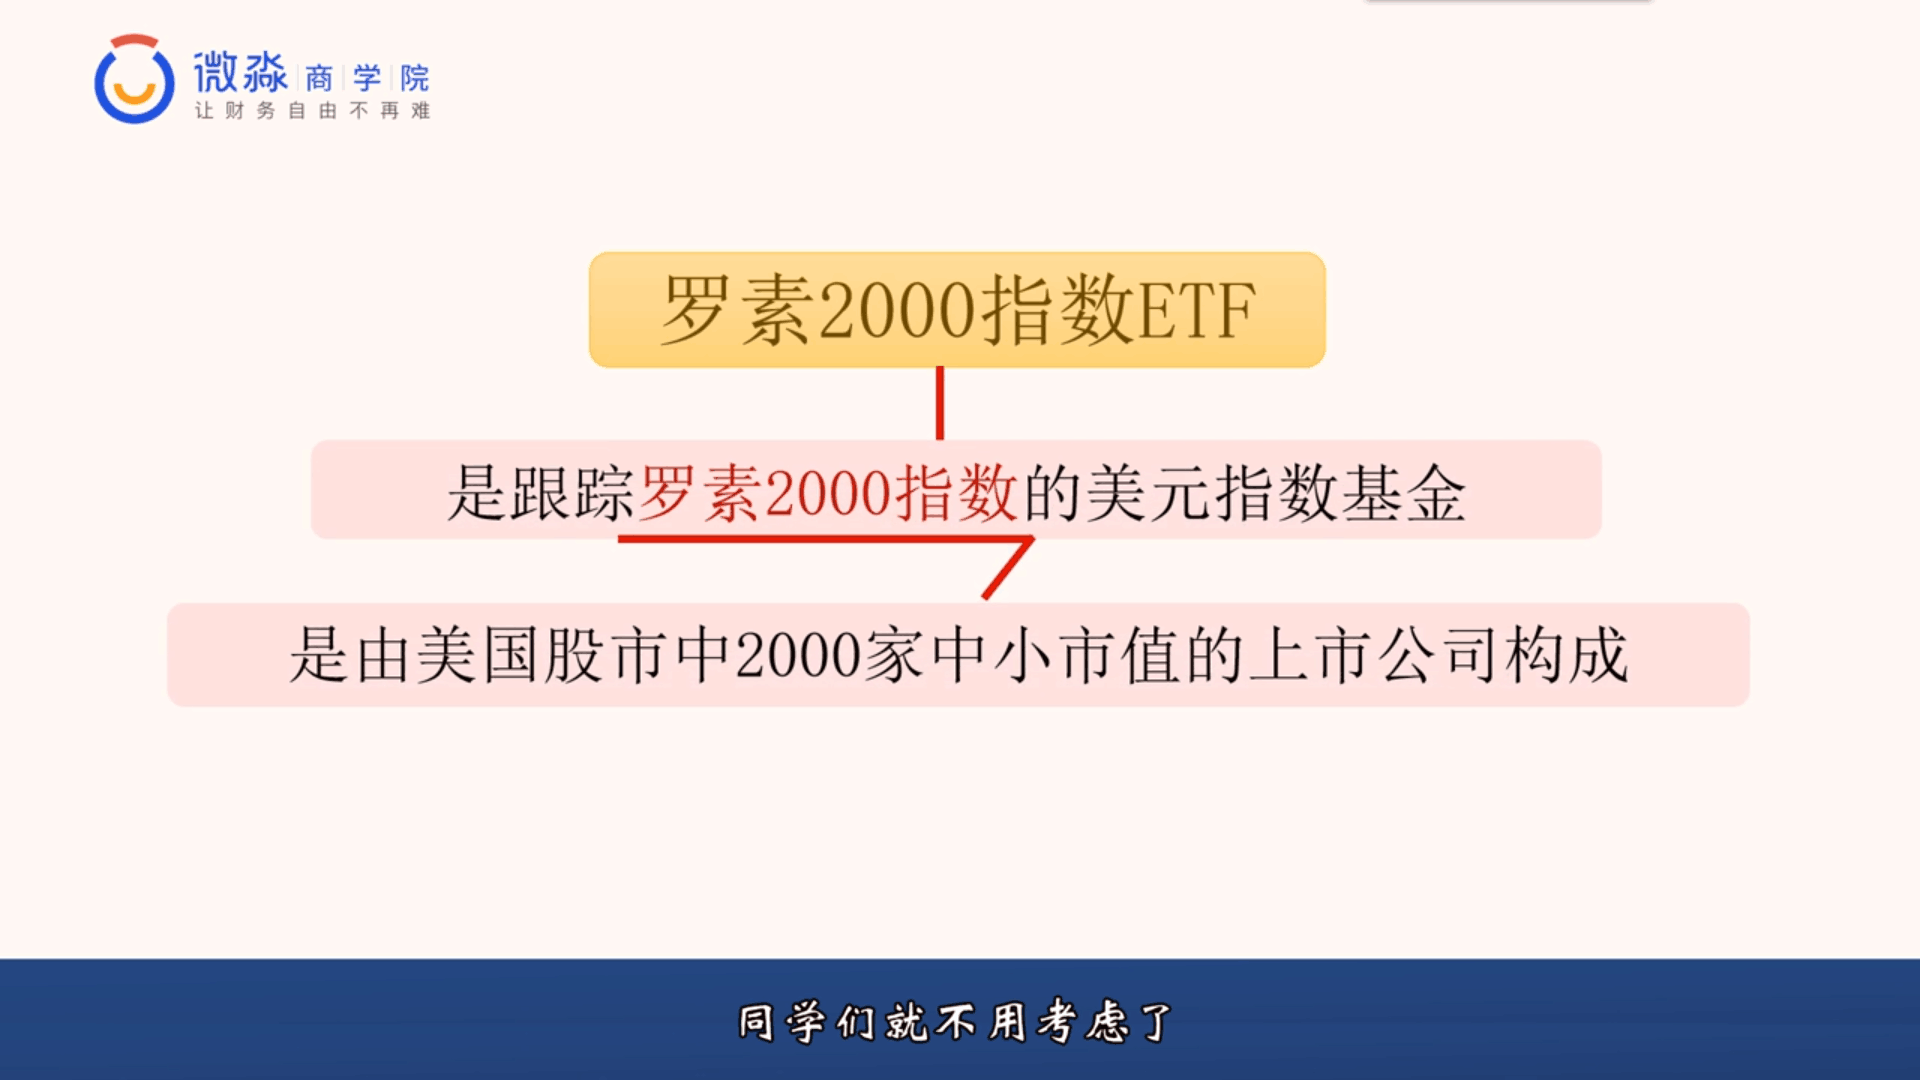 微淼商学院
让财务自由不再难
罗素2000指数ETF
是跟踪罗素2000指数的美元指数基金
是由美国股市中2000家中小市值的上市公司构成
同学们就不用考虑了